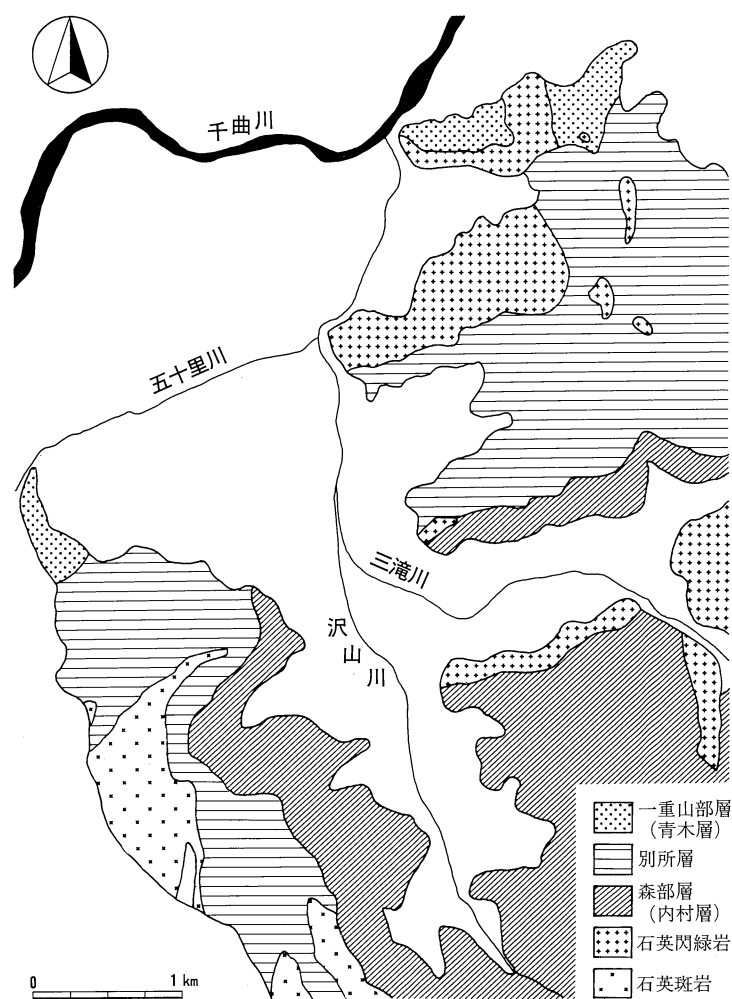 千曲川
五十里川
三滝川
沢山川
一重山部層
(青木層)
別所層
森部層
(内村層)
石英閃緑岩
石英斑岩
0 1 km